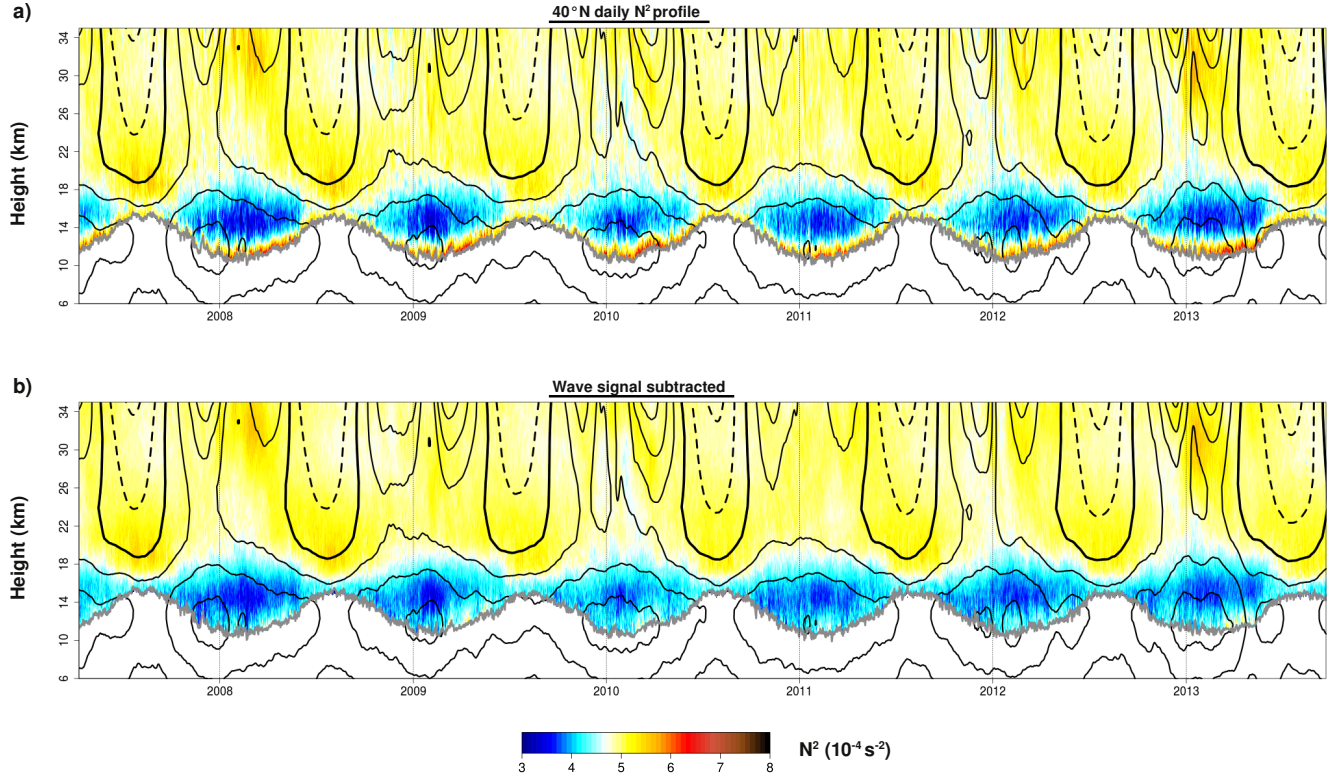 a)
40°N daily N² profile
Height (km)
34
30
26
22
18
14
10
6
2008 2009 2010 2011 2012 2013
b)
Wave signal subtracted
Height (km)
34
30
26
22
18
14
10
6
2008 2009 2010 2011 2012 2013
3 4 5 6 7 8
N² (10⁻⁴ s⁻²)